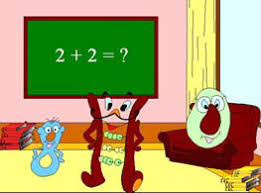 2 + 2 = ?